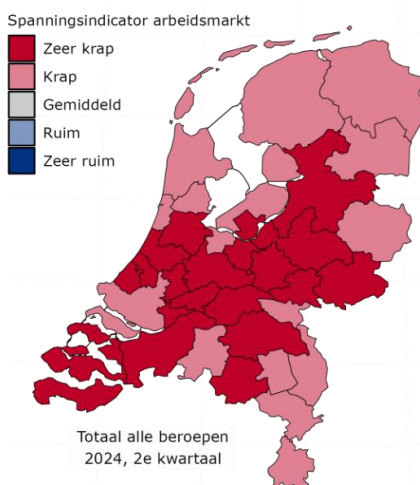 Spanningsindicator arbeidsmarkt
Zeer krap
Krap
Gemiddeld
Ruim
Zeer ruim
Totaal alle beroepen
2024, 2e kwartaal